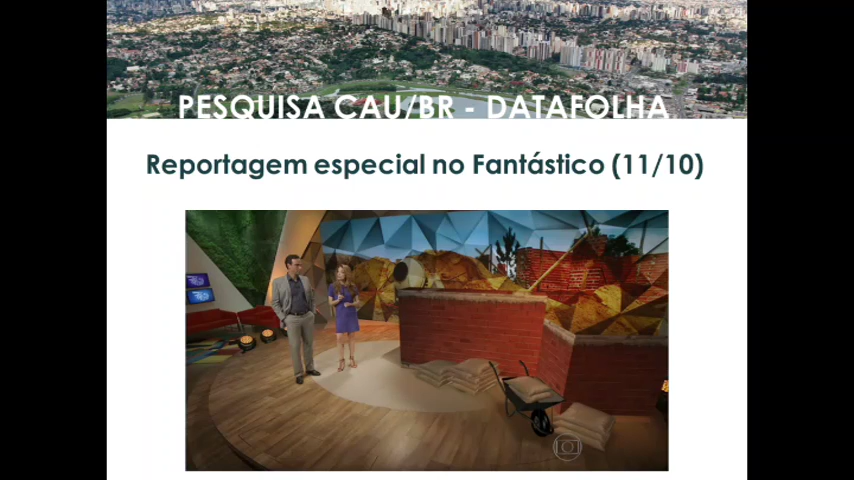 PESQUISA CAU/BR - DATAFOLHA
Reportagem especial no Fantástico (11/10)